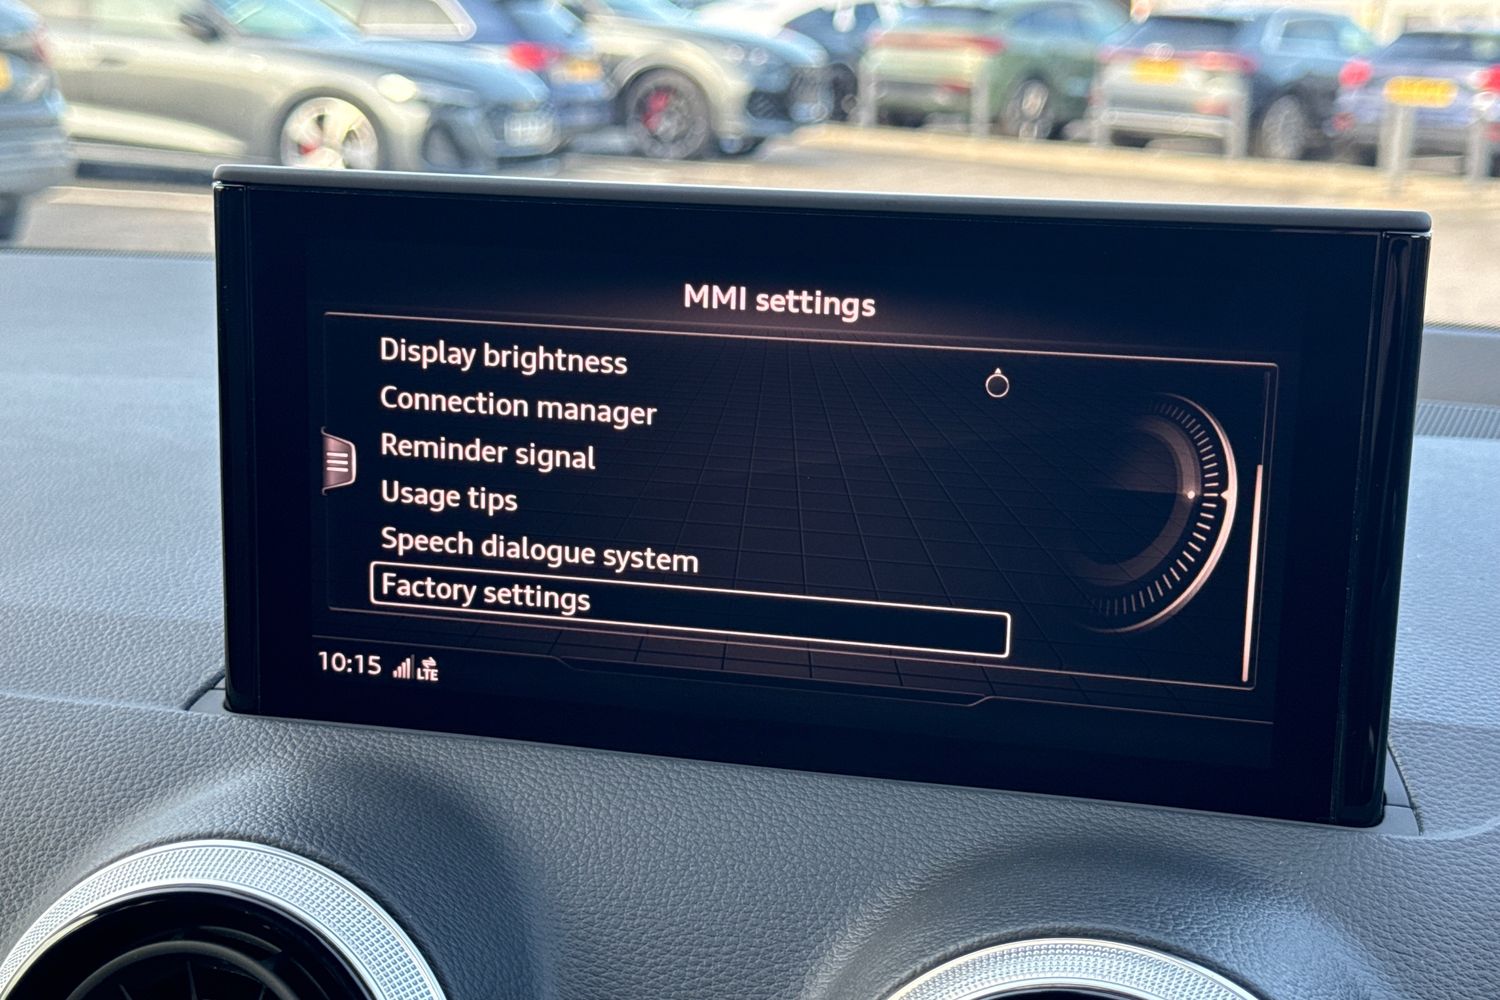 MMI settings
Display brightness
Connection manager
Reminder signal
Usage tips
Speech dialogue system
Factory settings
10:15 LTE